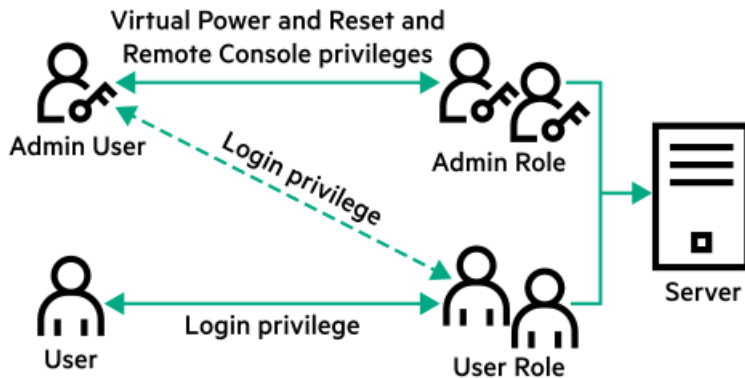 Virtual Power and Reset and
Remote Console privileges
Admin User
Admin Role
Login privilege
Server
Login privilege
User
User Role